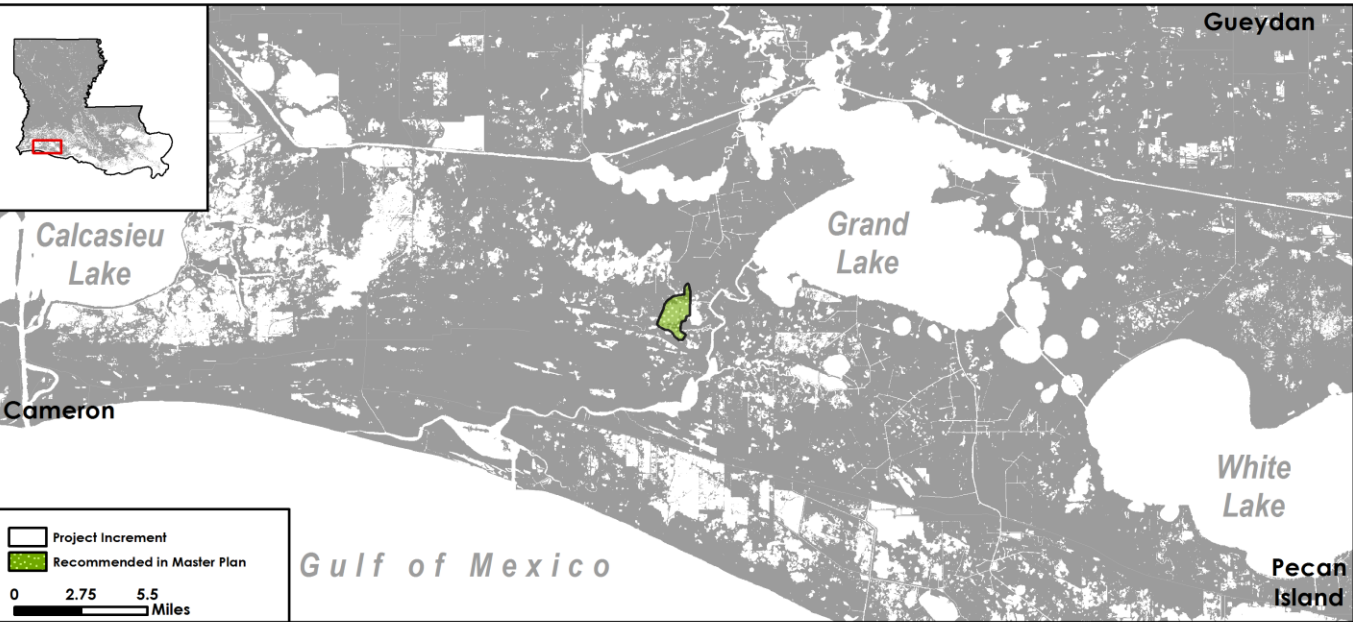 Gueydan
Calcasieu
Lake
Grand
Lake
Cameron
White
Lake
Gulf of Mexico
Pecan
Island
Project Increment
Recommended in Master Plan
0 2.75 5.5
Miles